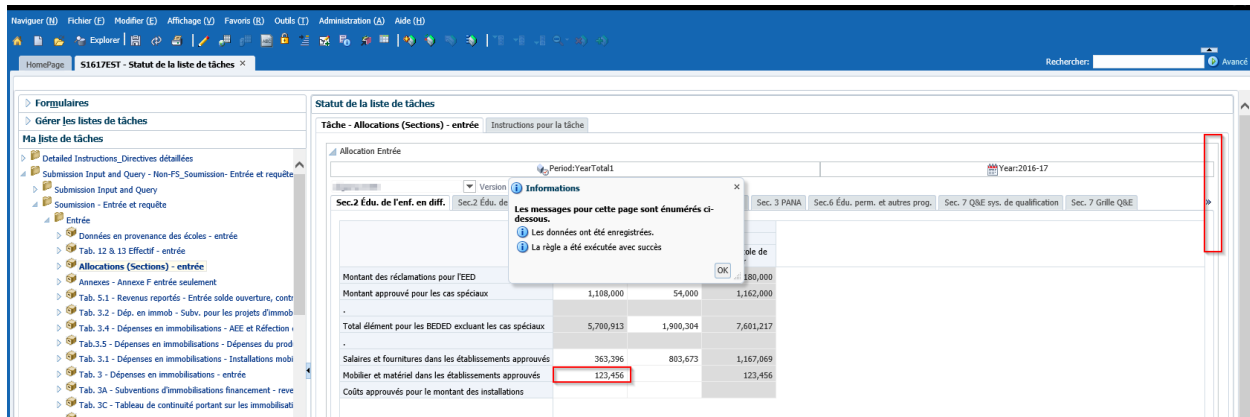 Naviguer (N) Fichier (F) Modifier (E) Affichage (V) Favoris (R) Outils (T) Administration (A) Aide (H)
Explorer
HomePage S1617EST - Statut de la liste de tâches × Rechercher: Avancé
Formulaires
Gérer les listes de tâches
Ma liste de tâches
Detailed Instructions_Directives détaillées
Submission Input and Query - Non-FS_Soumission- Entrée et requête
Submission Input and Query
Soumission - Entrée et requête
Entrée
Données en provenance des écoles - entrée
Tab. 12 & 13 Effectif - entrée
Allocations (Sections) - entrée
Annexes - Annexe F entrée seulement
Tab. 5.1 - Revenus reportés - Entrée solde ouverture, contr
Tab. 3.2 - Dép. en immob - Subv. pour les projets d'immob
Tab. 3.4 - Dépenses en immobilisations - AEE et Réfection
Tab.3.5 - Dépenses en immobilisations - Dépenses du prod
Tab. 3.1 - Dépenses en immobilisations - Installations mobi
Tab. 3 - Dépenses en immobilisations - entrée
Tab. 3A - Subventions d'immobilisations financement - reve
Tab. 3C - Tableau de continuité portant sur les immobilisati
Statut de la liste de tâches
Tâche - Allocations (Sections) - entrée Instructions pour la tâche
Allocation Entrée
Period:YearTotal1 Year:2016-17
Version
Sec.2 Édu. de l'enf. en diff. Sec.2 Édu. de Sec. 3 PANA Sec.6 Édu. perm. et autres prog. Sec. 7 Q&E sys. de qualification Sec. 7 Grille Q&E »
Informations ×
Les messages pour cette page sont énumérés ci-
dessous.
Les données ont été enregistrées.
La règle a été exécutée avec succès
OK
Montant des réclamations pour l'EED 180,000
Montant approuvé pour les cas spéciaux 1,108,000 54,000 1,162,000
.
Total élément pour les BEDED excluant les cas spéciaux 5,700,913 1,900,304 7,601,217
.
Salaires et fournitures dans les établissements approuvés 363,396 803,673 1,167,069
Mobilier et matériel dans les établissements approuvés 123,456 123,456
Coûts approuvés pour le montant des installations